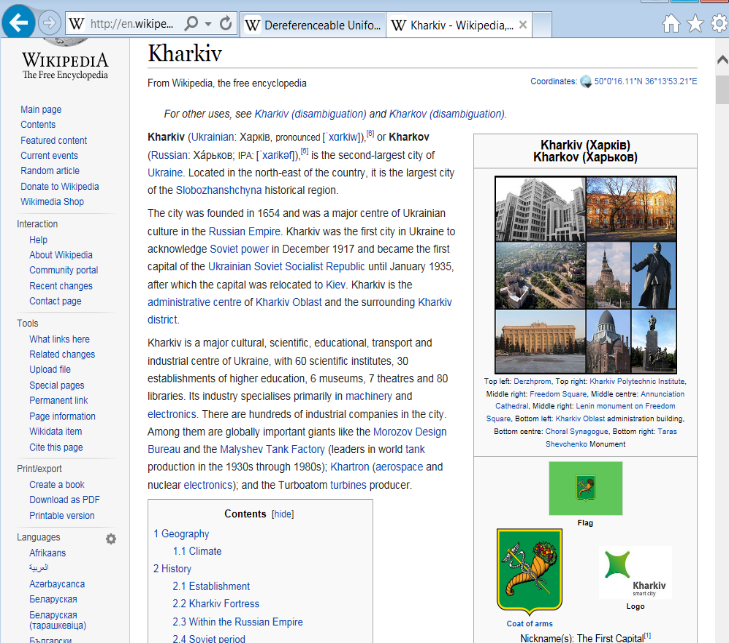 http://en.wikipe...
Dereferenceable Unifo...
Kharkiv - Wikipedia,...
WIKIPEDIA
The Free Encyclopedia
Main page
Contents
Featured content
Current events
Random article
Donate to Wikipedia
Wikimedia Shop
Interaction
Help
About Wikipedia
Community portal
Recent changes
Contact page
Tools
What links here
Related changes
Upload file
Special pages
Permanent link
Page information
Wikidata item
Cite this page
Print/export
Create a book
Download as PDF
Printable version
Languages
Afrikaans
العربية
Azərbaycanca
Беларуская
Беларуская
(тарашкевіца)
Български
Kharkiv
From Wikipedia, the free encyclopedia
Coordinates: 50°0′16.11″N 36°13′53.21″E
For other uses, see Kharkiv (disambiguation) and Kharkov (disambiguation).
Kharkiv (Ukrainian: Харків, pronounced [ˈxɑrkiw]),[6] or Kharkov
(Russian: Ха́рьков; IPA: [ˈxarʲkəf]),[6] is the second-largest city of
Ukraine. Located in the north-east of the country, it is the largest city
of the Slobozhanshchyna historical region.
The city was founded in 1654 and was a major centre of Ukrainian
culture in the Russian Empire. Kharkiv was the first city in Ukraine to
acknowledge Soviet power in December 1917 and became the first
capital of the Ukrainian Soviet Socialist Republic until January 1935,
after which the capital was relocated to Kiev. Kharkiv is the
administrative centre of Kharkiv Oblast and the surrounding Kharkiv
district.
Kharkiv is a major cultural, scientific, educational, transport and
industrial centre of Ukraine, with 60 scientific institutes, 30
establishments of higher education, 6 museums, 7 theatres and 80
libraries. Its industry specialises primarily in machinery and
electronics. There are hundreds of industrial companies in the city.
Among them are globally important giants like the Morozov Design
Bureau and the Malyshev Tank Factory (leaders in world tank
production in the 1930s through 1980s); Khartron (aerospace and
nuclear electronics); and the Turboatom turbines producer.
Contents [hide]
1 Geography
1.1 Climate
2 History
2.1 Establishment
2.2 Kharkiv Fortress
2.3 Within the Russian Empire
2.4 Soviet period
Kharkiv (Харків)
Kharkov (Харьков)
Top left: Derzhprom, Top right: Kharkiv Polytechnic Institute,
Middle right: Freedom Square, Middle centre: Annunciation
Cathedral, Middle right: Lenin monument on Freedom
Square, Bottom left: Kharkiv Oblast administration building,
Bottom centre: Choral Synagogue, Bottom right: Taras
Shevchenko Monument
Flag
Coat of arms
Kharkiv
smart city
Logo
Nickname(s): The First Capital[1]